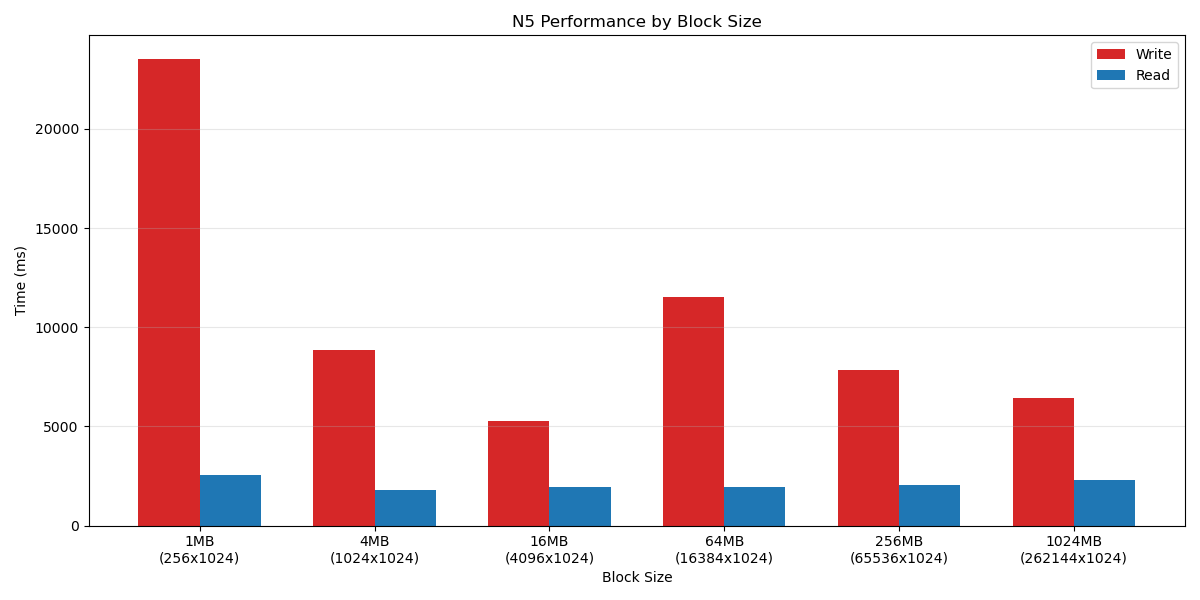 N5 Performance by Block Size
Write
Read
Time (ms)
20000
15000
10000
5000
0
1MB
(256x1024)
4MB
(1024x1024)
16MB
(4096x1024)
64MB
(16384x1024)
256MB
(65536x1024)
1024MB
(262144x1024)
Block Size